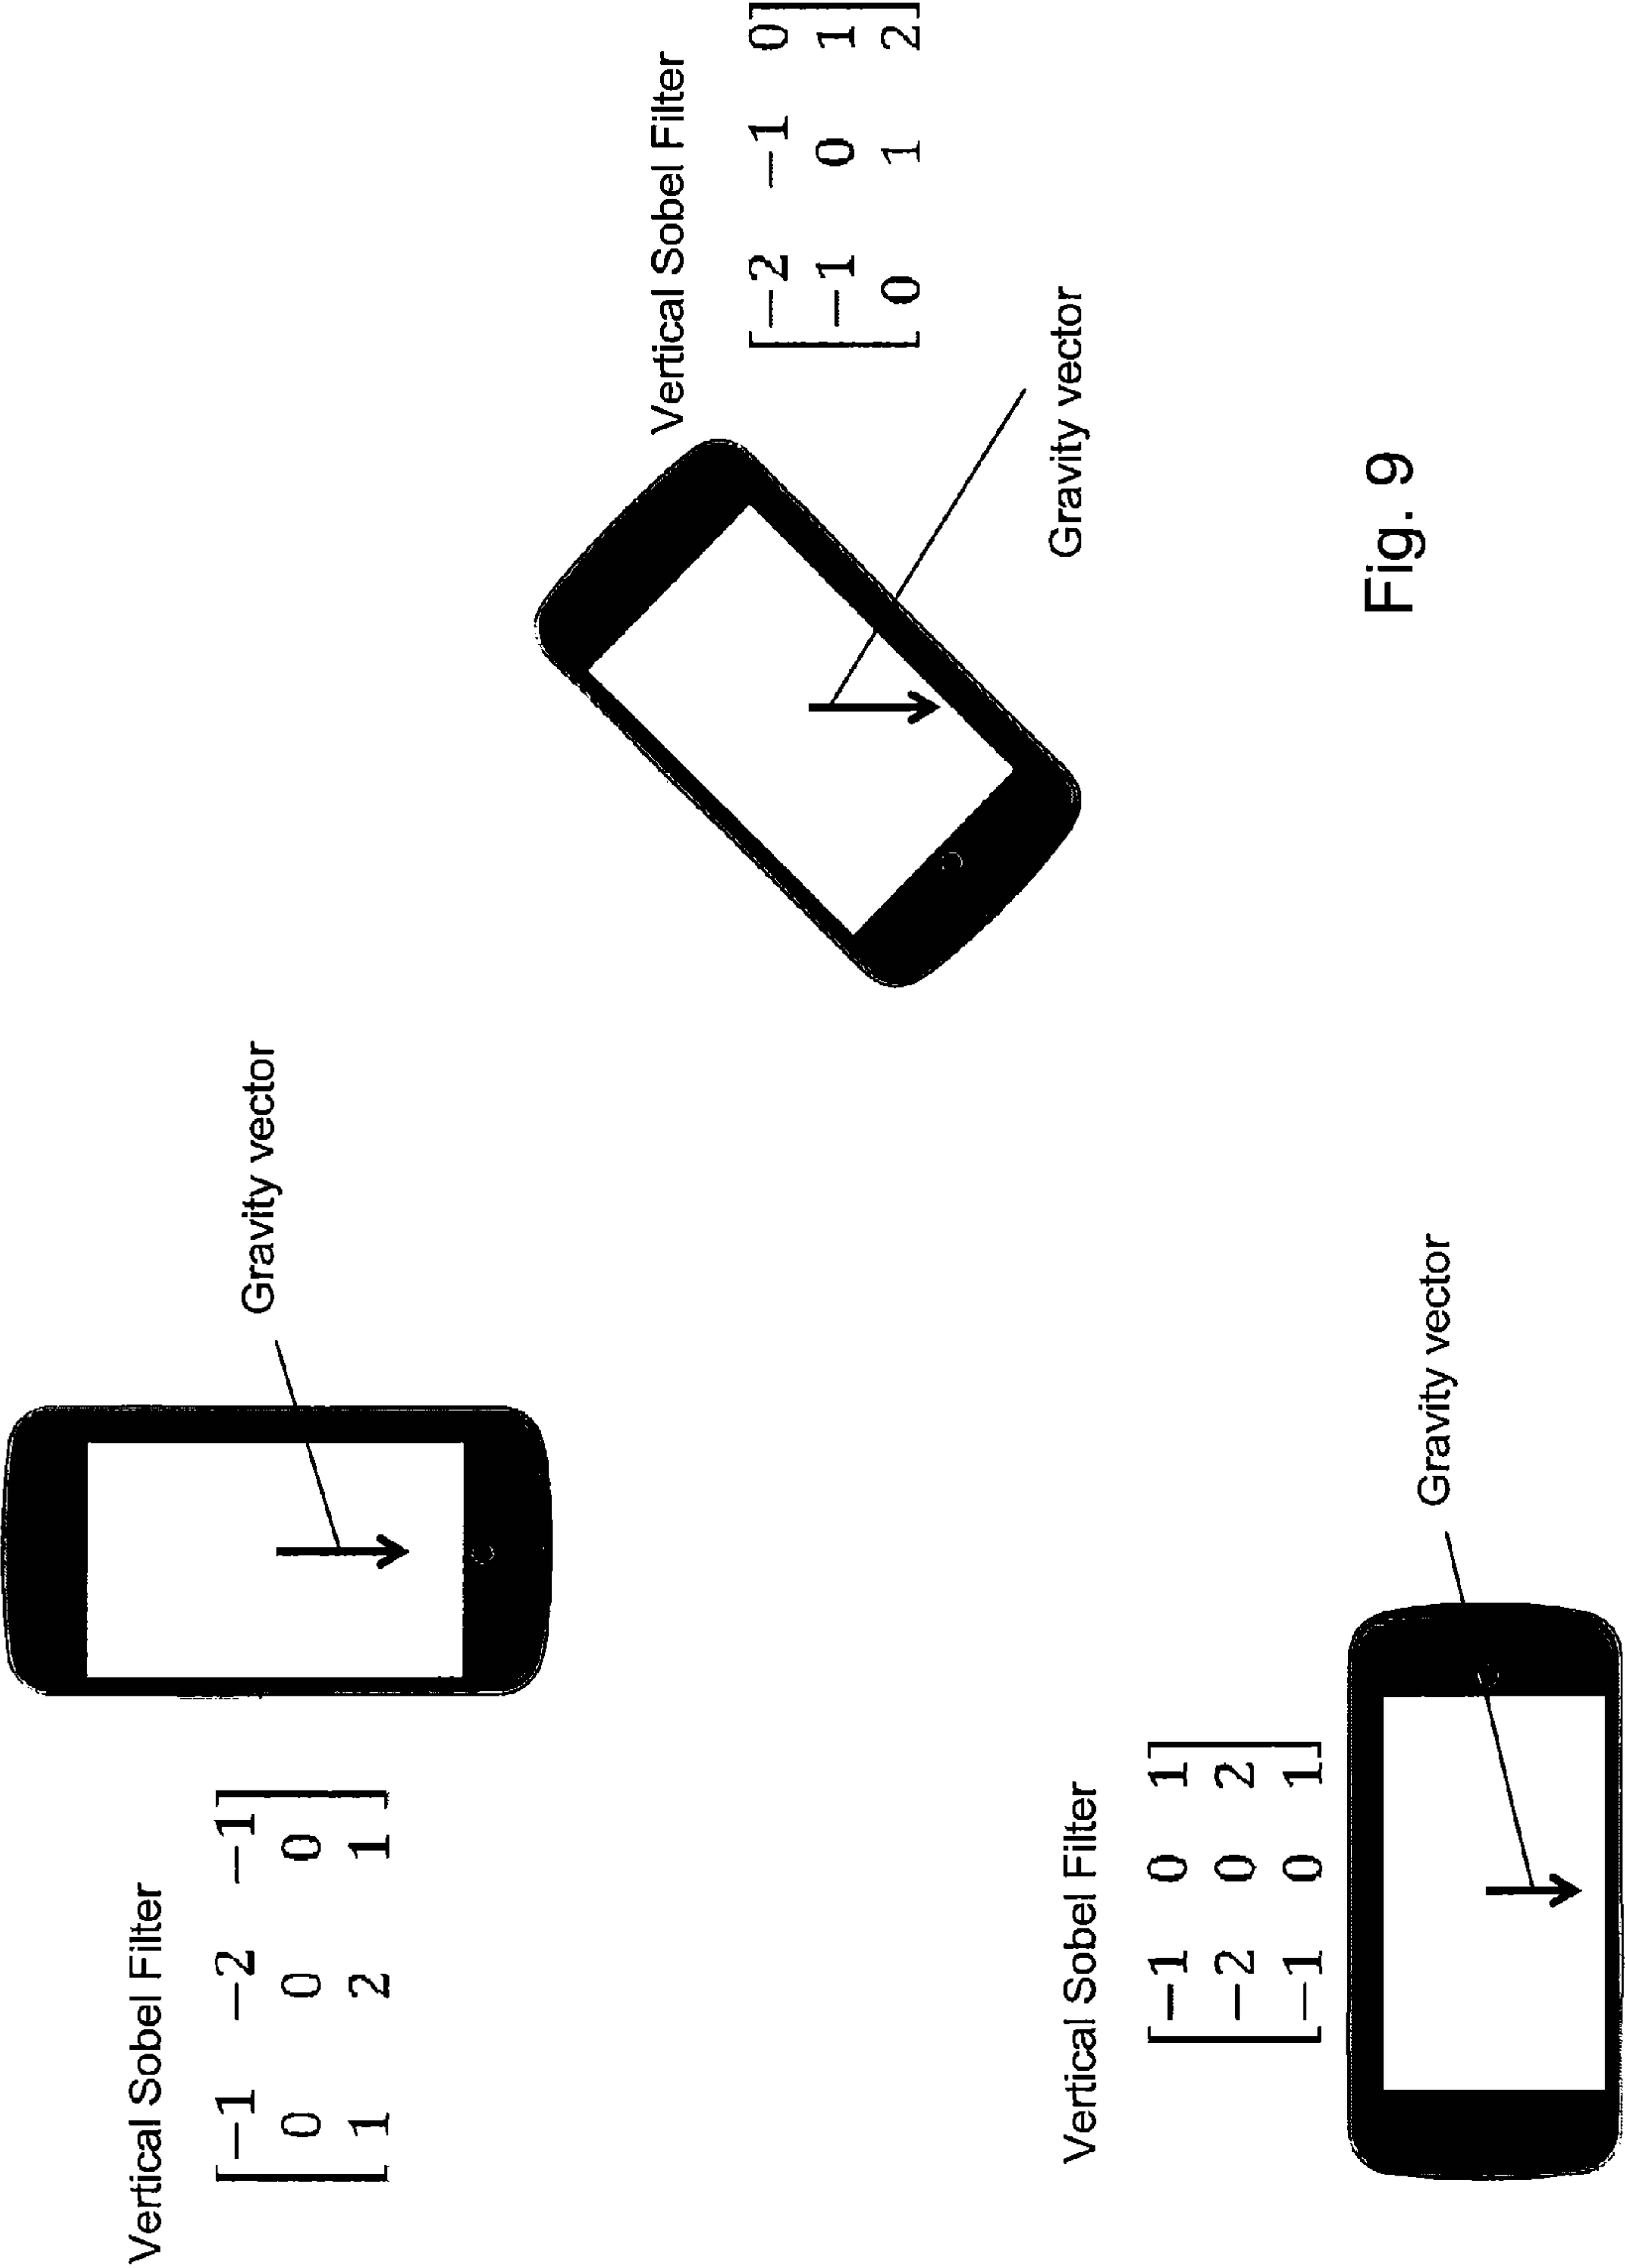 Vertical Sobel Filter
−1 −2 −1
0 0 0
1 2 1
Gravity vector
Vertical Sobel Filter
−1 0 1
−2 0 2
−1 0 1
Gravity vector
Vertical Sobel Filter
−2 −1 0
−1 0 1
0 1 2
Gravity vector
Fig. 9